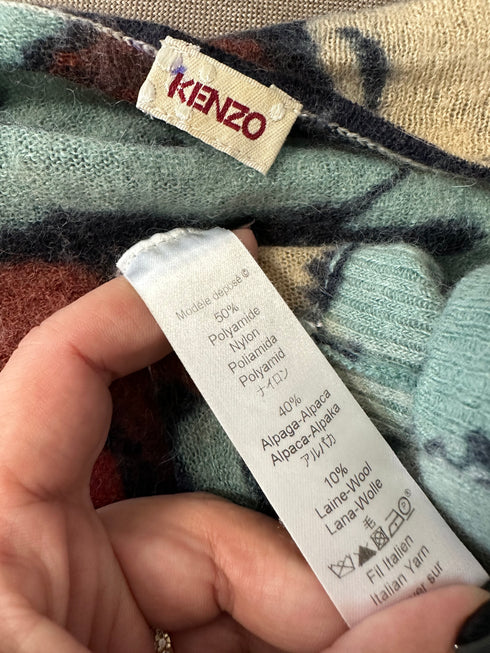 KENZO
Modèle déposé ©
50%
Polyamide
Nylon
Poliamida
Polyamid
ナイロン
40%
Alpaga-Alpaca
Alpaca-Alpaka
アルパカ
10%
Laine-Wool
Lana-Wolle
毛
Fil Italien
Italian Yarn
sur